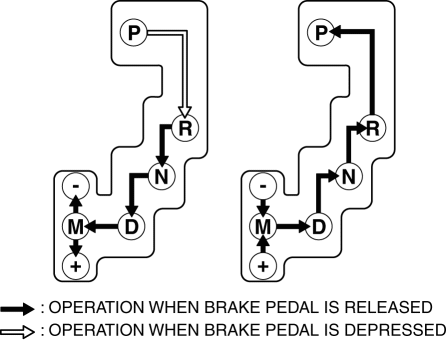 P P
R R
N N
- -
M D M D
+ +
: OPERATION WHEN BRAKE PEDAL IS RELEASED
: OPERATION WHEN BRAKE PEDAL IS DEPRESSED